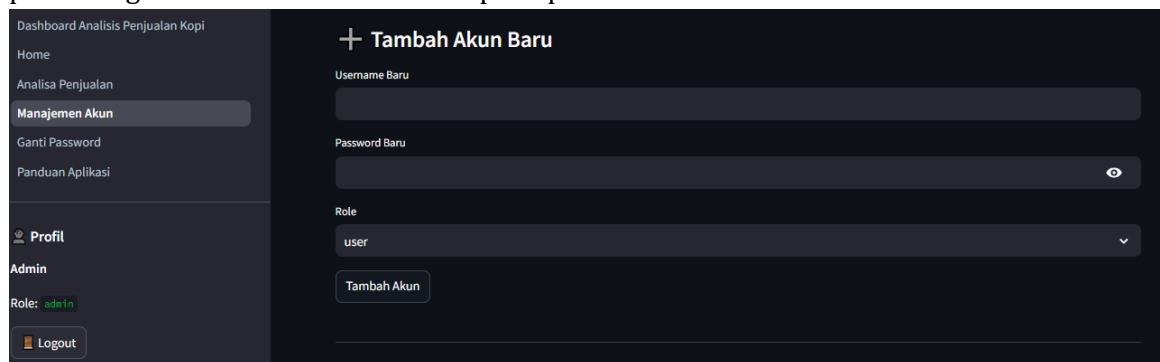 Dashboard Analisis Penjualan Kopi
Home
Analisa Penjualan
Manajemen Akun
Ganti Password
Panduan Aplikasi
Profil
Admin
Role: admin
Logout
Tambah Akun Baru
Username Baru
Password Baru
Role
user
Tambah Akun